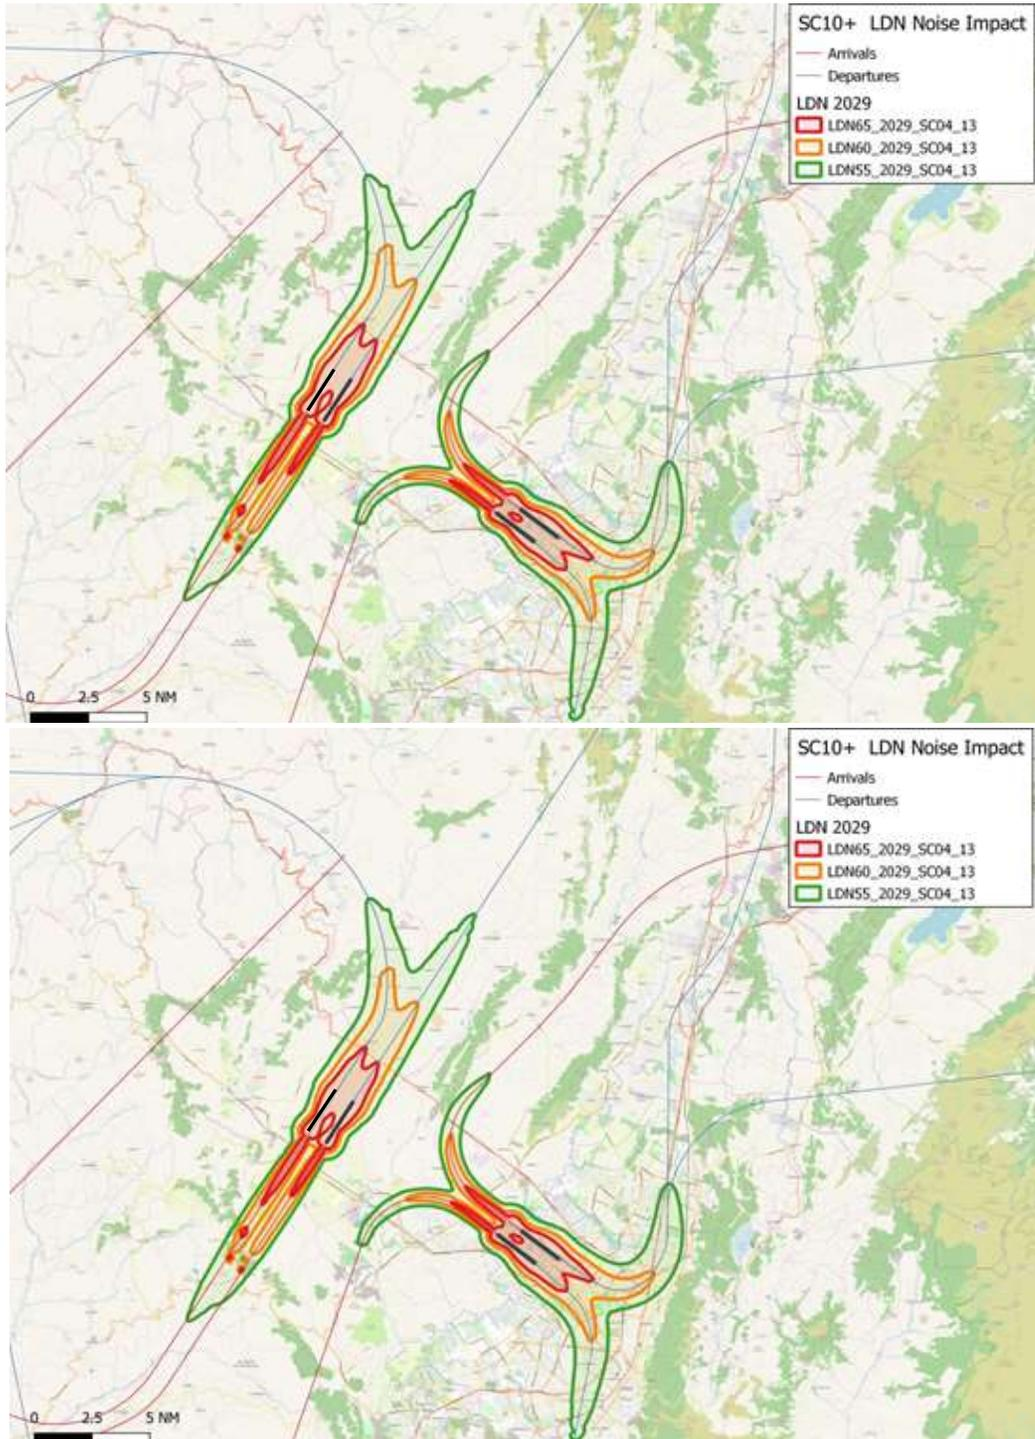 SC10+ LDN Noise Impact
Arrivals
Departures
LDN 2029
LDN65_2029_SC04_13
LDN60_2029_SC04_13
LDN55_2029_SC04_13
0 2.5 5 NM
SC10+ LDN Noise Impact
Arrivals
Departures
LDN 2029
LDN65_2029_SC04_13
LDN60_2029_SC04_13
LDN55_2029_SC04_13
0 2.5 5 NM